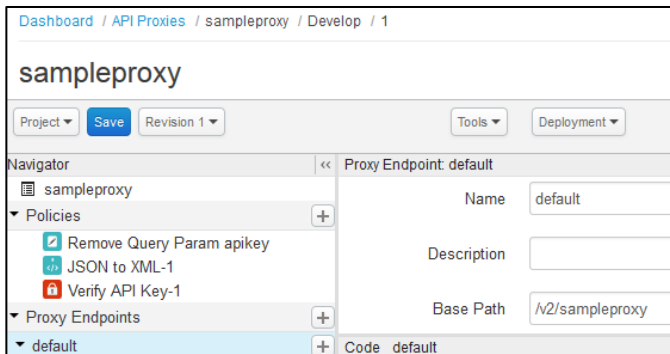 Dashboard / API Proxies / sampleproxy / Develop / 1
sampleproxy
Project Save Revision 1 Tools Deployment
Navigator << Proxy Endpoint: default
sampleproxy
Name default
Policies +
Remove Query Param apikey
Description
JSON to XML-1
Verify API Key-1
Base Path /v2/sampleproxy
Proxy Endpoints +
default + Code default